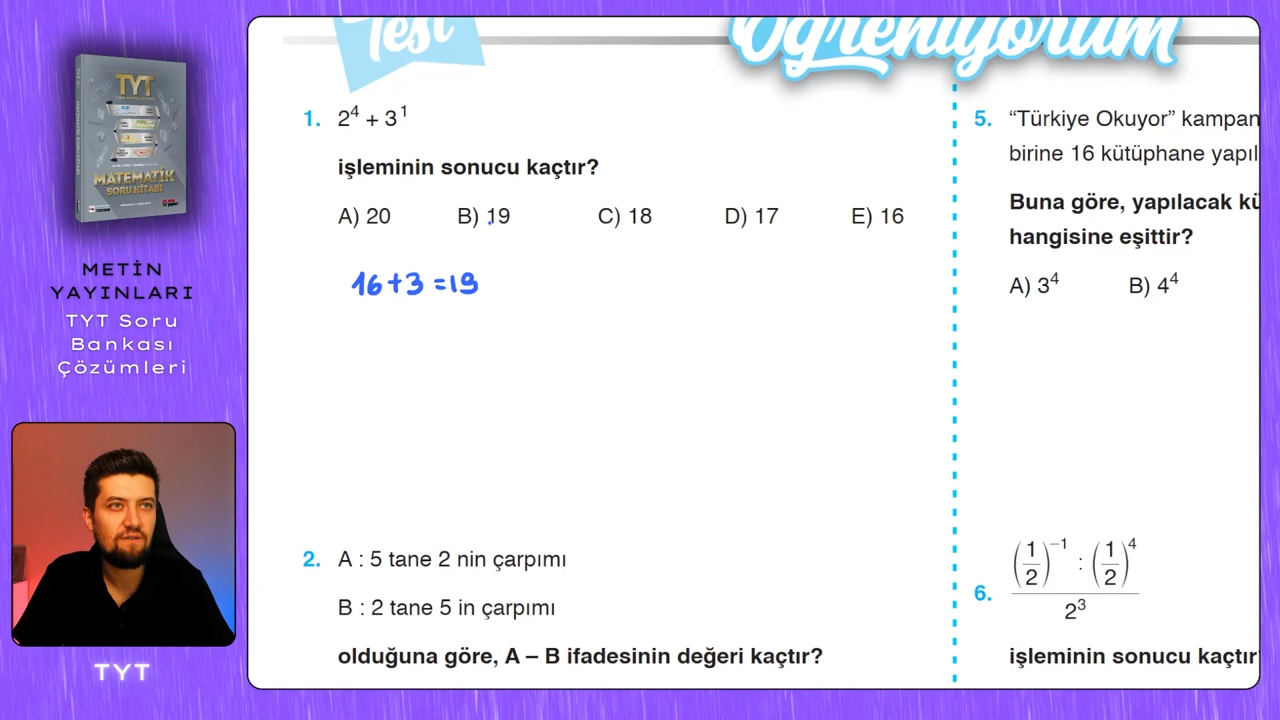 TYT
MATEMATİK
SORU KİTABI
METİN
YAYINLARI
TYT Soru
Bankası
Çözümleri
TYT
Test
Öğreniyorum
1. 2⁴ + 3¹
işleminin sonucu kaçtır?
A) 20 B) 19 C) 18 D) 17 E) 16
16+3=19
2. A : 5 tane 2 nin çarpımı
B : 2 tane 5 in çarpımı
olduğuna göre, A – B ifadesinin değeri kaçtır?
5. “Türkiye Okuyor” kampan
birine 16 kütüphane yapıl
Buna göre, yapılacak kü
hangisine eşittir?
A) 3⁴ B) 4⁴
6. (1/2)⁻¹ : (1/2)⁴
2³
işleminin sonucu kaçtır